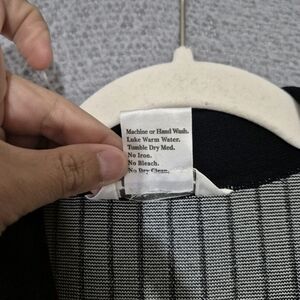 Machine or Hand Wash.
Luke Warm Water.
Tumble Dry Med.
No Iron.
No Bleach.
No Dry Clean.